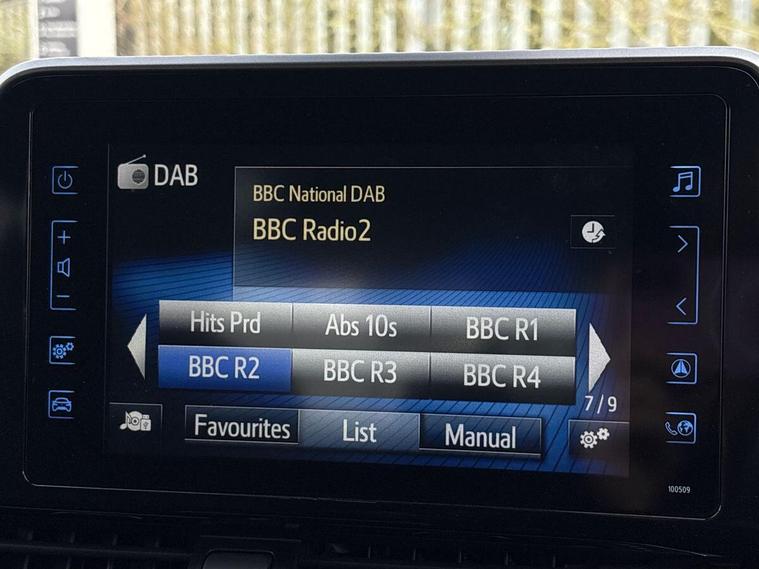 DAB
BBC National DAB
BBC Radio2
Hits Prd Abs 10s BBC R1
BBC R2 BBC R3 BBC R4
7/9
Favourites List Manual
100509